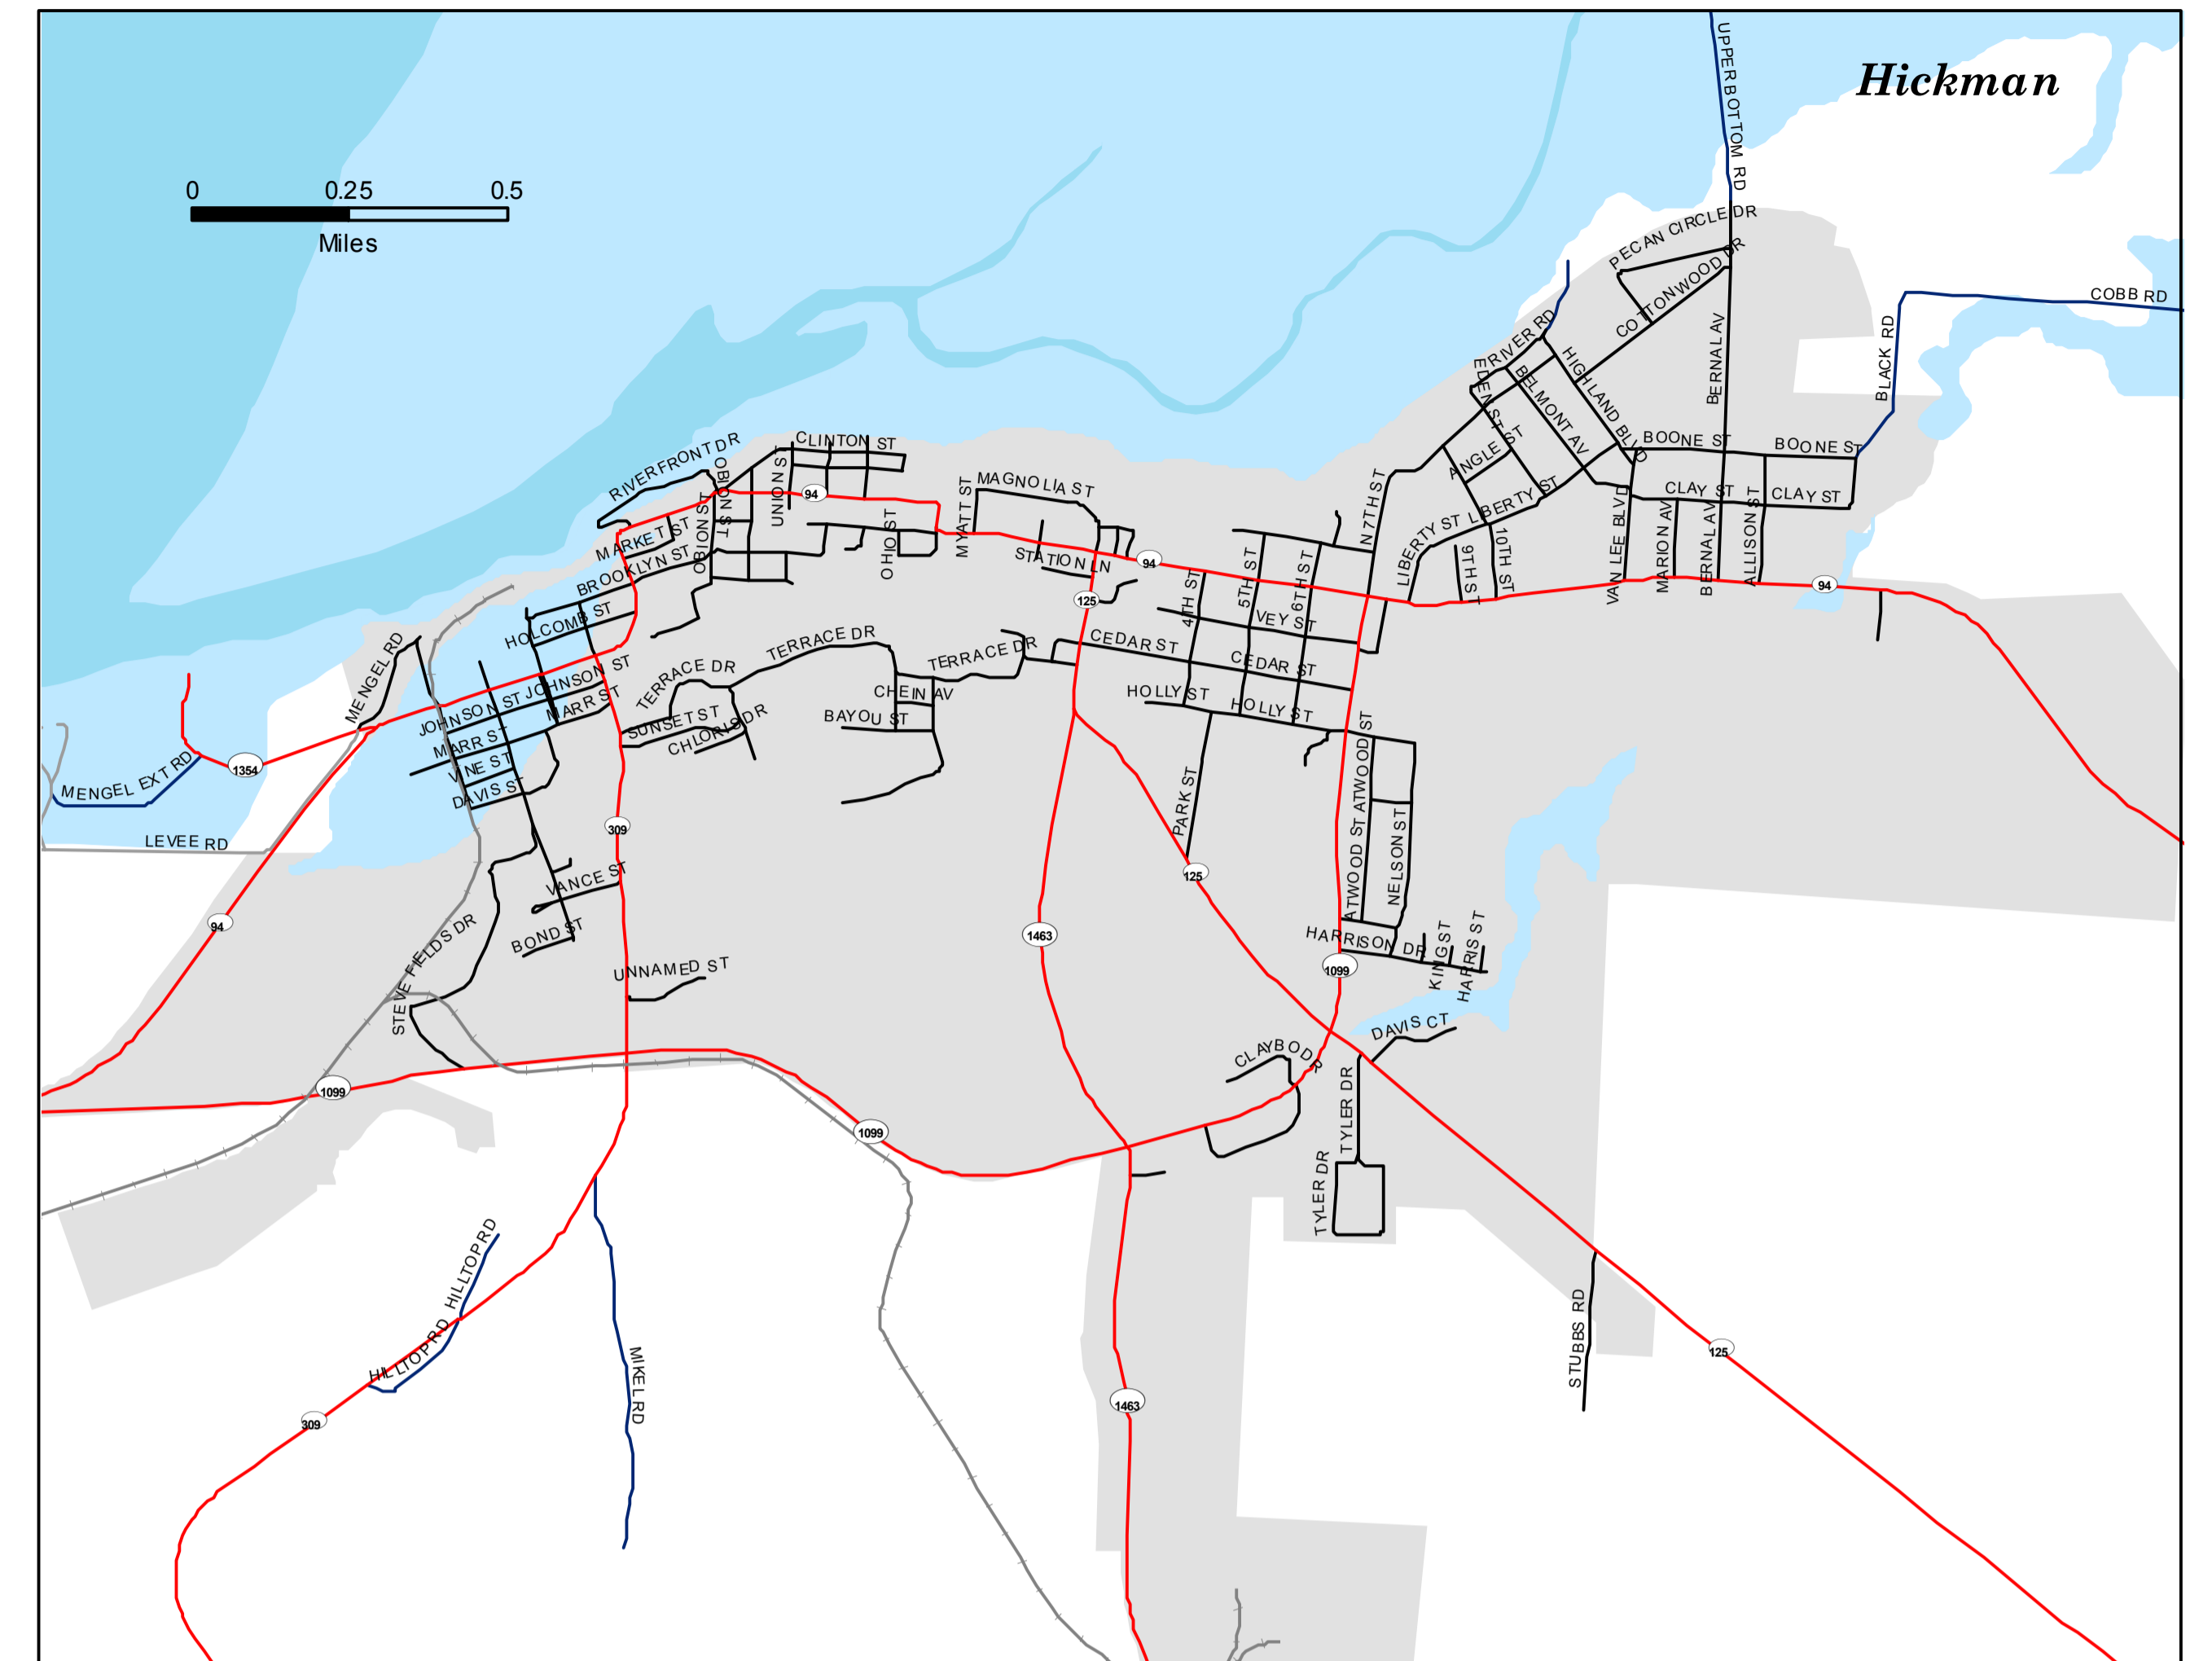 Hickman
0 0.25 0.5
Miles
UPPERBOTTOM RD
PECAN CIRCLE DR
COTTONWOOD DR
COBB RD
BLACK RD
BERNAL AV
E RIVER RD
EDEN ST
BELMONT AV
HIGHLAND BLVD
ANGLE ST
BOONE ST
BOONE ST
CLAY ST
CLAY ST
LIBERTY ST
LIBERTY ST
VAN LEE BLVD
MARION AV
BERNAL AV
ALLISON ST
9TH ST
10TH ST
N 7TH ST
94
RIVERFRONT DR
CLINTON ST
OBION ST
OBION ST
UNION ST
94
OHIO ST
MYATT ST
MAGNOLIA ST
STATION LN
94
125
MARKET ST
BROOKLYN ST
HOLCOMB ST
4TH ST
5TH ST
6TH ST
VEY ST
CEDAR ST
CEDAR ST
HOLLY ST
HOLLY ST
MENGEL RD
JOHNSON ST
JOHNSON ST
MARR ST
MARR ST
VINE ST
DAVIS ST
TERRACE DR
TERRACE DR
TERRACE DR
SUNSET ST
CHLORIS DR
CHEIN AV
BAYOU ST
MENGEL EXT RD
1354
LEVEE RD
309
PARK ST
125
ATWOOD ST
ATWOOD ST
NELSON ST
94
VANCE ST
BOND ST
STEVE FIELDS DR
UNNAMED ST
1463
HARRISON DR
KING ST
HARRIS ST
1099
DAVIS CT
CLAYBO DR
TYLER DR
TYLER DR
1099
1099
HILLTOP RD
HILLTOP RD
309
MIKEL RD
1463
STUBBS RD
125